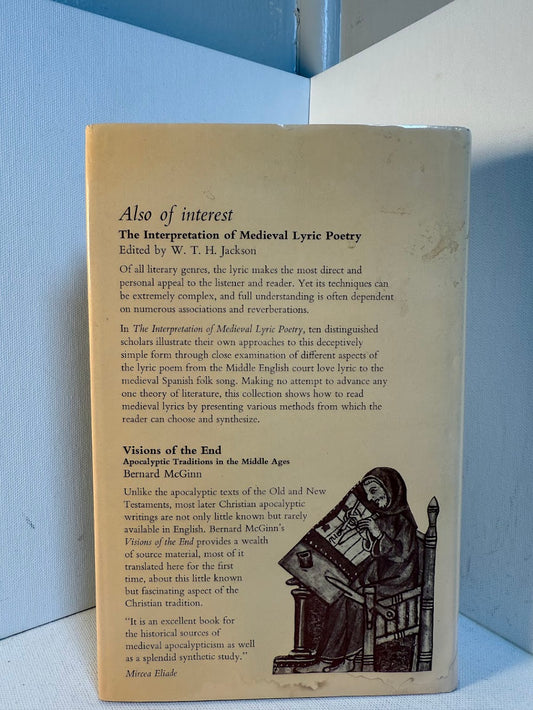 Also of interest
The Interpretation of Medieval Lyric Poetry
Edited by W. T. H. Jackson
Of all literary genres, the lyric makes the most direct and
personal appeal to the listener and reader. Yet its techniques can
be extremely complex, and full understanding is often dependent
on numerous associations and reverberations.
In The Interpretation of Medieval Lyric Poetry, ten distinguished
scholars illustrate their own approaches to this deceptively
simple form through close examination of different aspects of
the lyric poem from the Middle English court love lyric to the
medieval Spanish folk song. Making no attempt to advance any
one theory of literature, this collection shows how to read
medieval lyrics by presenting various methods from which the
reader can choose and synthesize.
Visions of the End
Apocalyptic Traditions in the Middle Ages
Bernard McGinn
Unlike the apocalyptic texts of the Old and New
Testaments, most later Christian apocalyptic
writings are not only little known but rarely
available in English. Bernard McGinn's
Visions of the End provides a wealth
of source material, most of it
translated here for the first
time, about this little known
but fascinating aspect of the
Christian tradition.
"It is an excellent book for
the historical sources of
medieval apocalypticism as well
as a splendid synthetic study."
Mircea Eliade